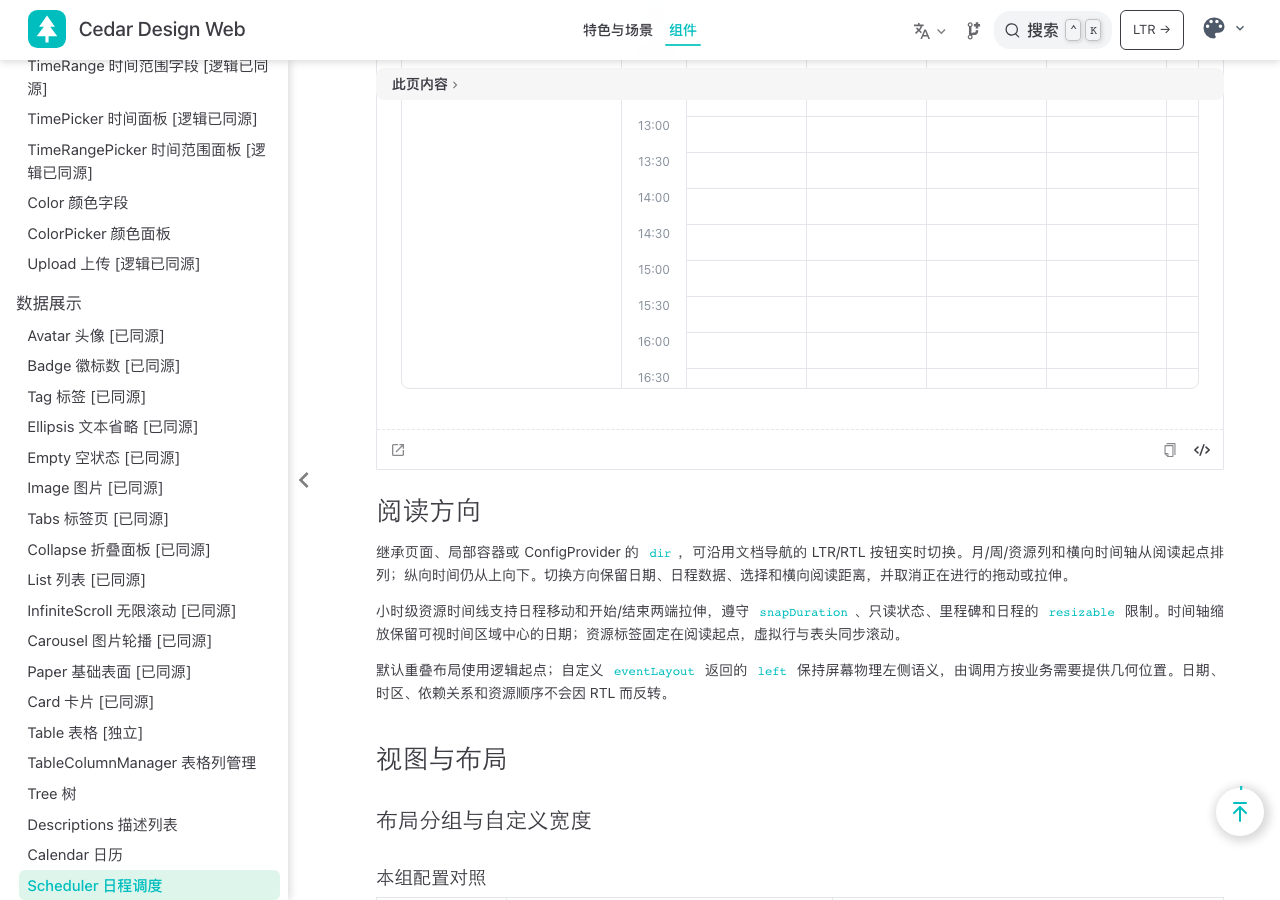 Cedar Design Web
特色与场景
组件
搜索 ^ K
LTR →
TimeRange 时间范围字段 [逻辑已同
源]
TimePicker 时间面板 [逻辑已同源]
TimeRangePicker 时间范围面板 [逻
辑已同源]
Color 颜色字段
ColorPicker 颜色面板
Upload 上传 [逻辑已同源]
数据展示
Avatar 头像 [已同源]
Badge 徽标数 [已同源]
Tag 标签 [已同源]
Ellipsis 文本省略 [已同源]
Empty 空状态 [已同源]
Image 图片 [已同源]
Tabs 标签页 [已同源]
Collapse 折叠面板 [已同源]
List 列表 [已同源]
InfiniteScroll 无限滚动 [已同源]
Carousel 图片轮播 [已同源]
Paper 基础表面 [已同源]
Card 卡片 [已同源]
Table 表格 [独立]
TableColumnManager 表格列管理
Tree 树
Descriptions 描述列表
Calendar 日历
Scheduler 日程调度
此页内容
13:00
13:30
14:00
14:30
15:00
15:30
16:00
16:30
阅读方向
继承页面、局部容器或 ConfigProvider 的 dir ，可沿用文档导航的 LTR/RTL 按钮实时切换。月/周/资源列和横向时间轴从阅读起点排
列；纵向时间仍从上向下。切换方向保留日期、日程数据、选择和横向阅读距离，并取消正在进行的拖动或拉伸。
小时级资源时间线支持日程移动和开始/结束两端拉伸，遵守 snapDuration 、只读状态、里程碑和日程的 resizable 限制。时间轴缩
放保留可视时间区域中心的日期；资源标签固定在阅读起点，虚拟行与表头同步滚动。
默认重叠布局使用逻辑起点；自定义 eventLayout 返回的 left 保持屏幕物理左侧语义，由调用方按业务需要提供几何位置。日期、
时区、依赖关系和资源顺序不会因 RTL 而反转。
视图与布局
布局分组与自定义宽度
本组配置对照